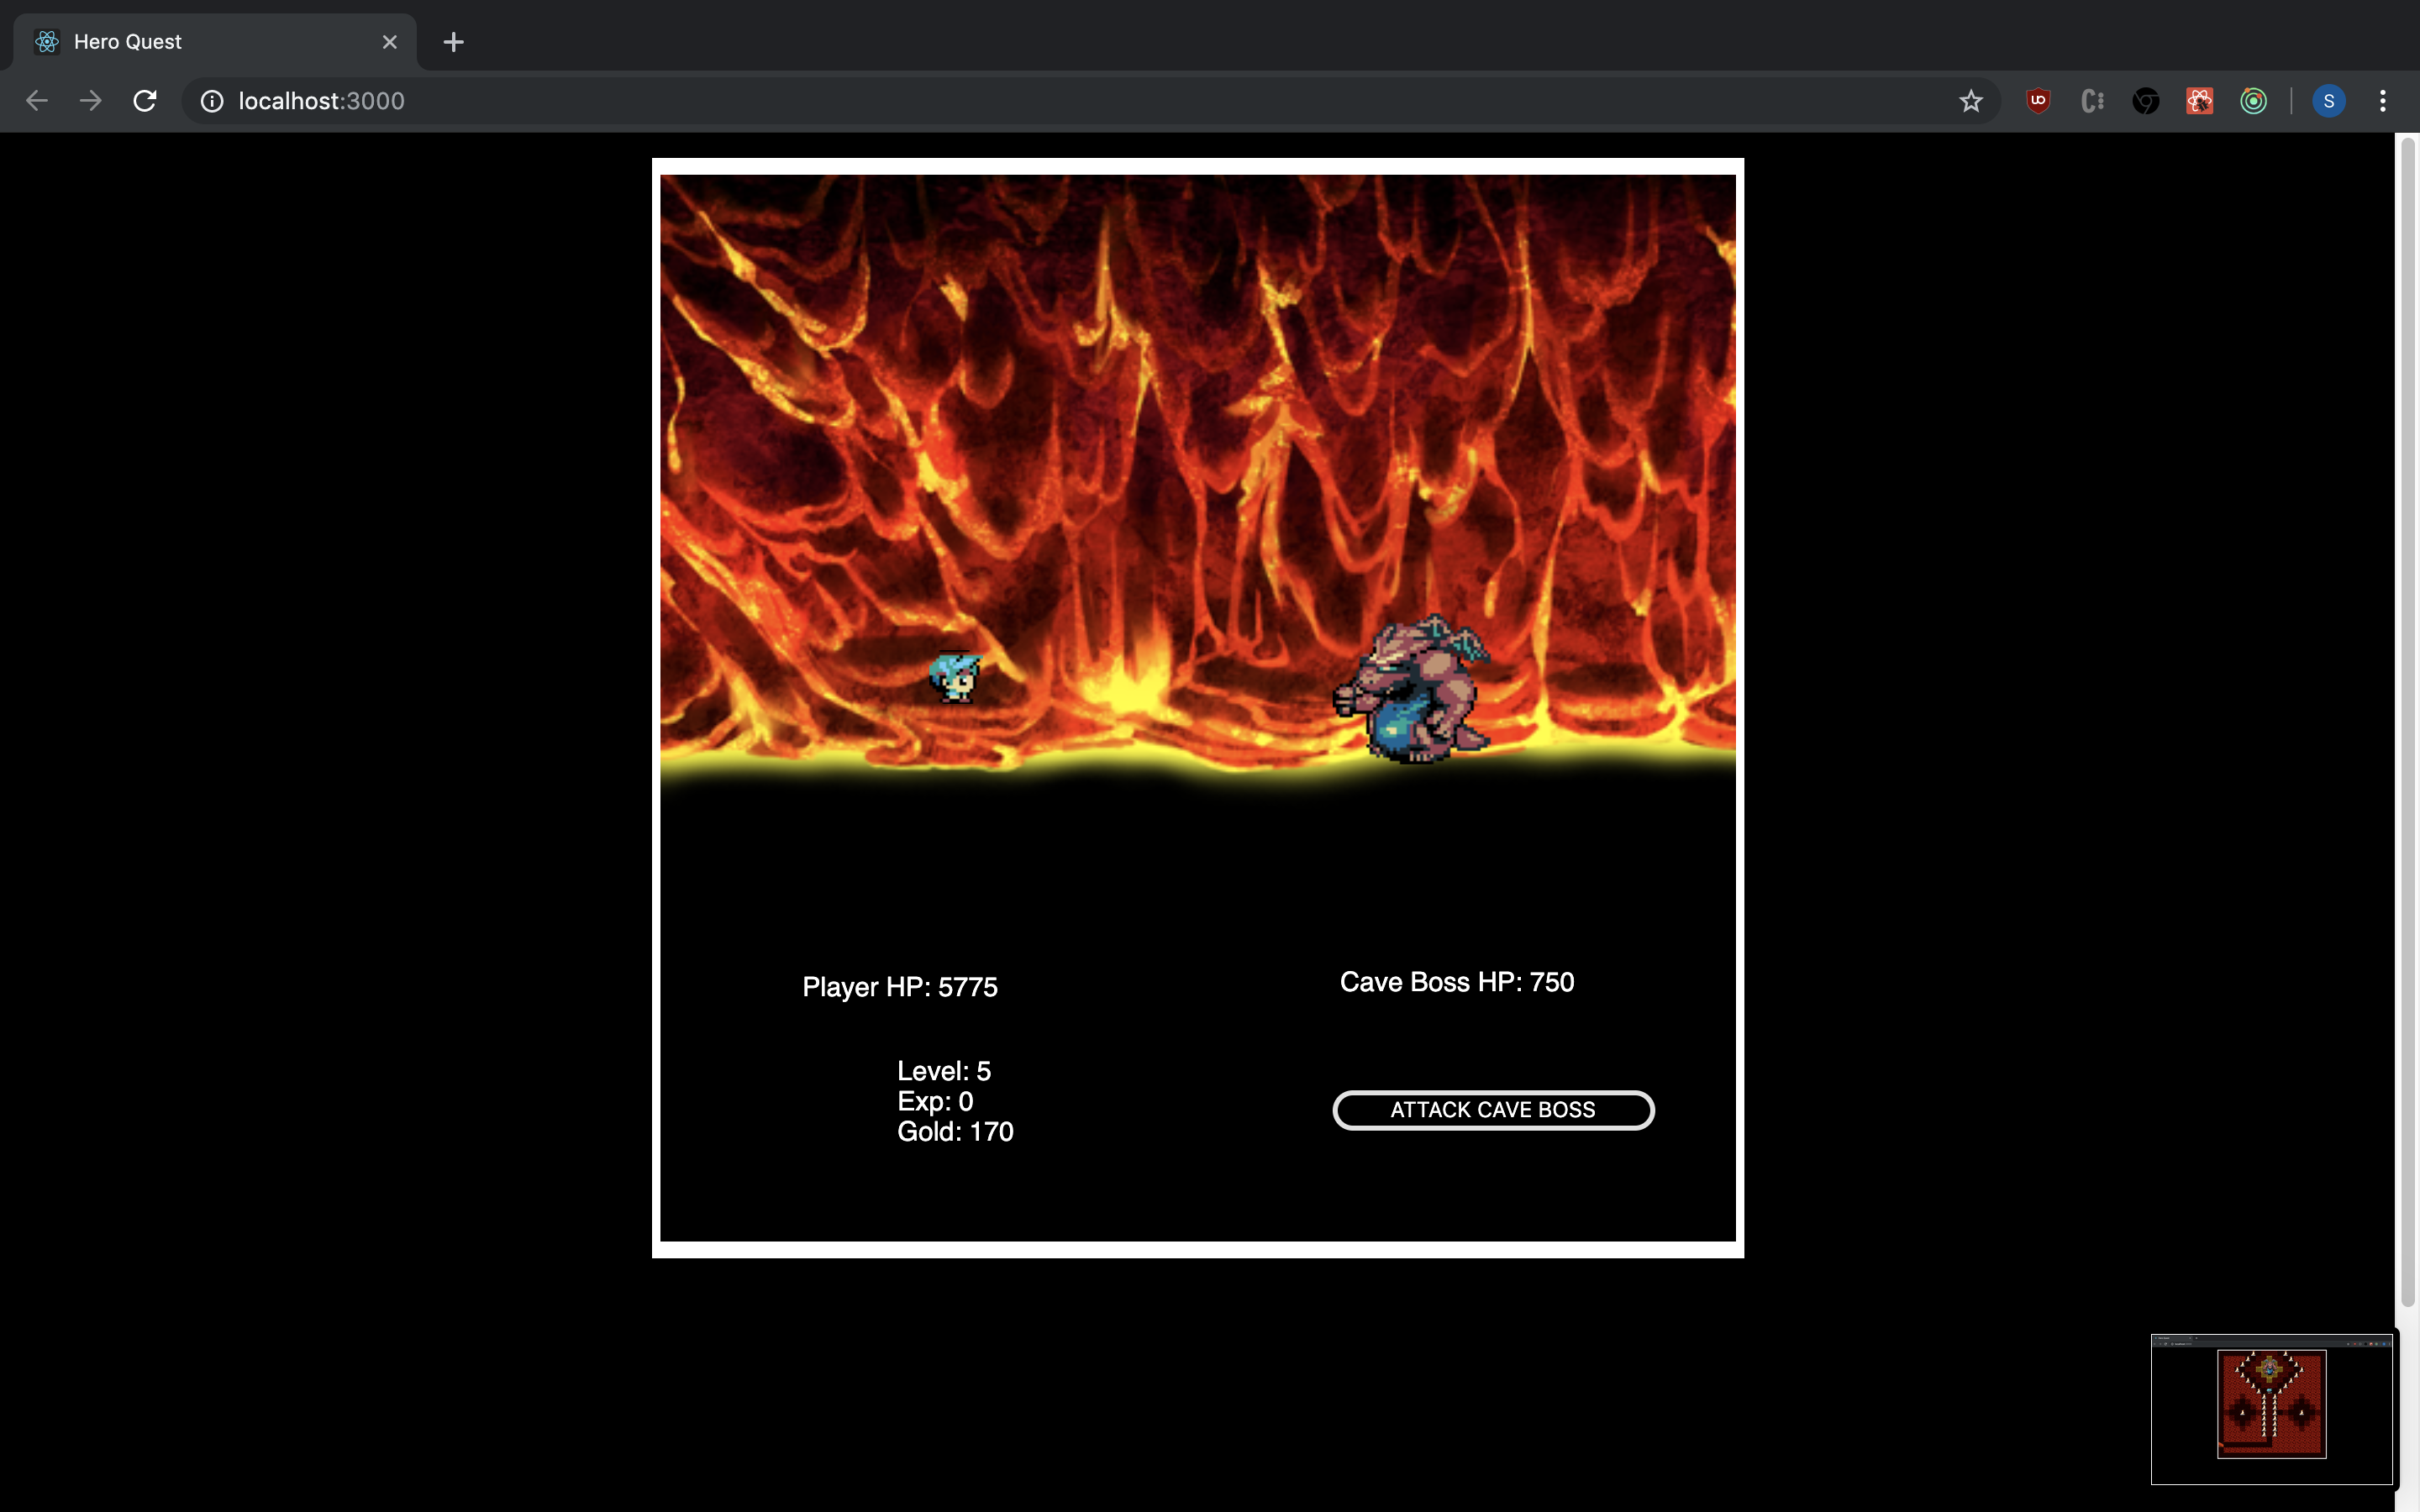 Hero Quest
localhost:3000
S
Player HP: 5775
Cave Boss HP: 750
Level: 5
Exp: 0
Gold: 170
ATTACK CAVE BOSS